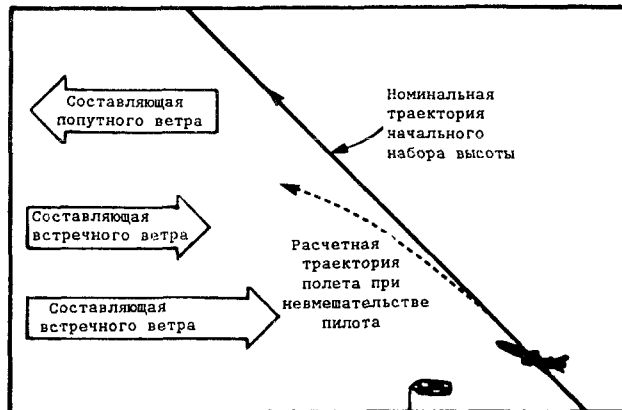 Составляющая
попутного ветра
Номинальная
траектория
начального
набора высоты
Составляющая
встречного ветра
Расчетная
траектория
полета при
невмешательстве
пилота
Составляющая
встречного ветра